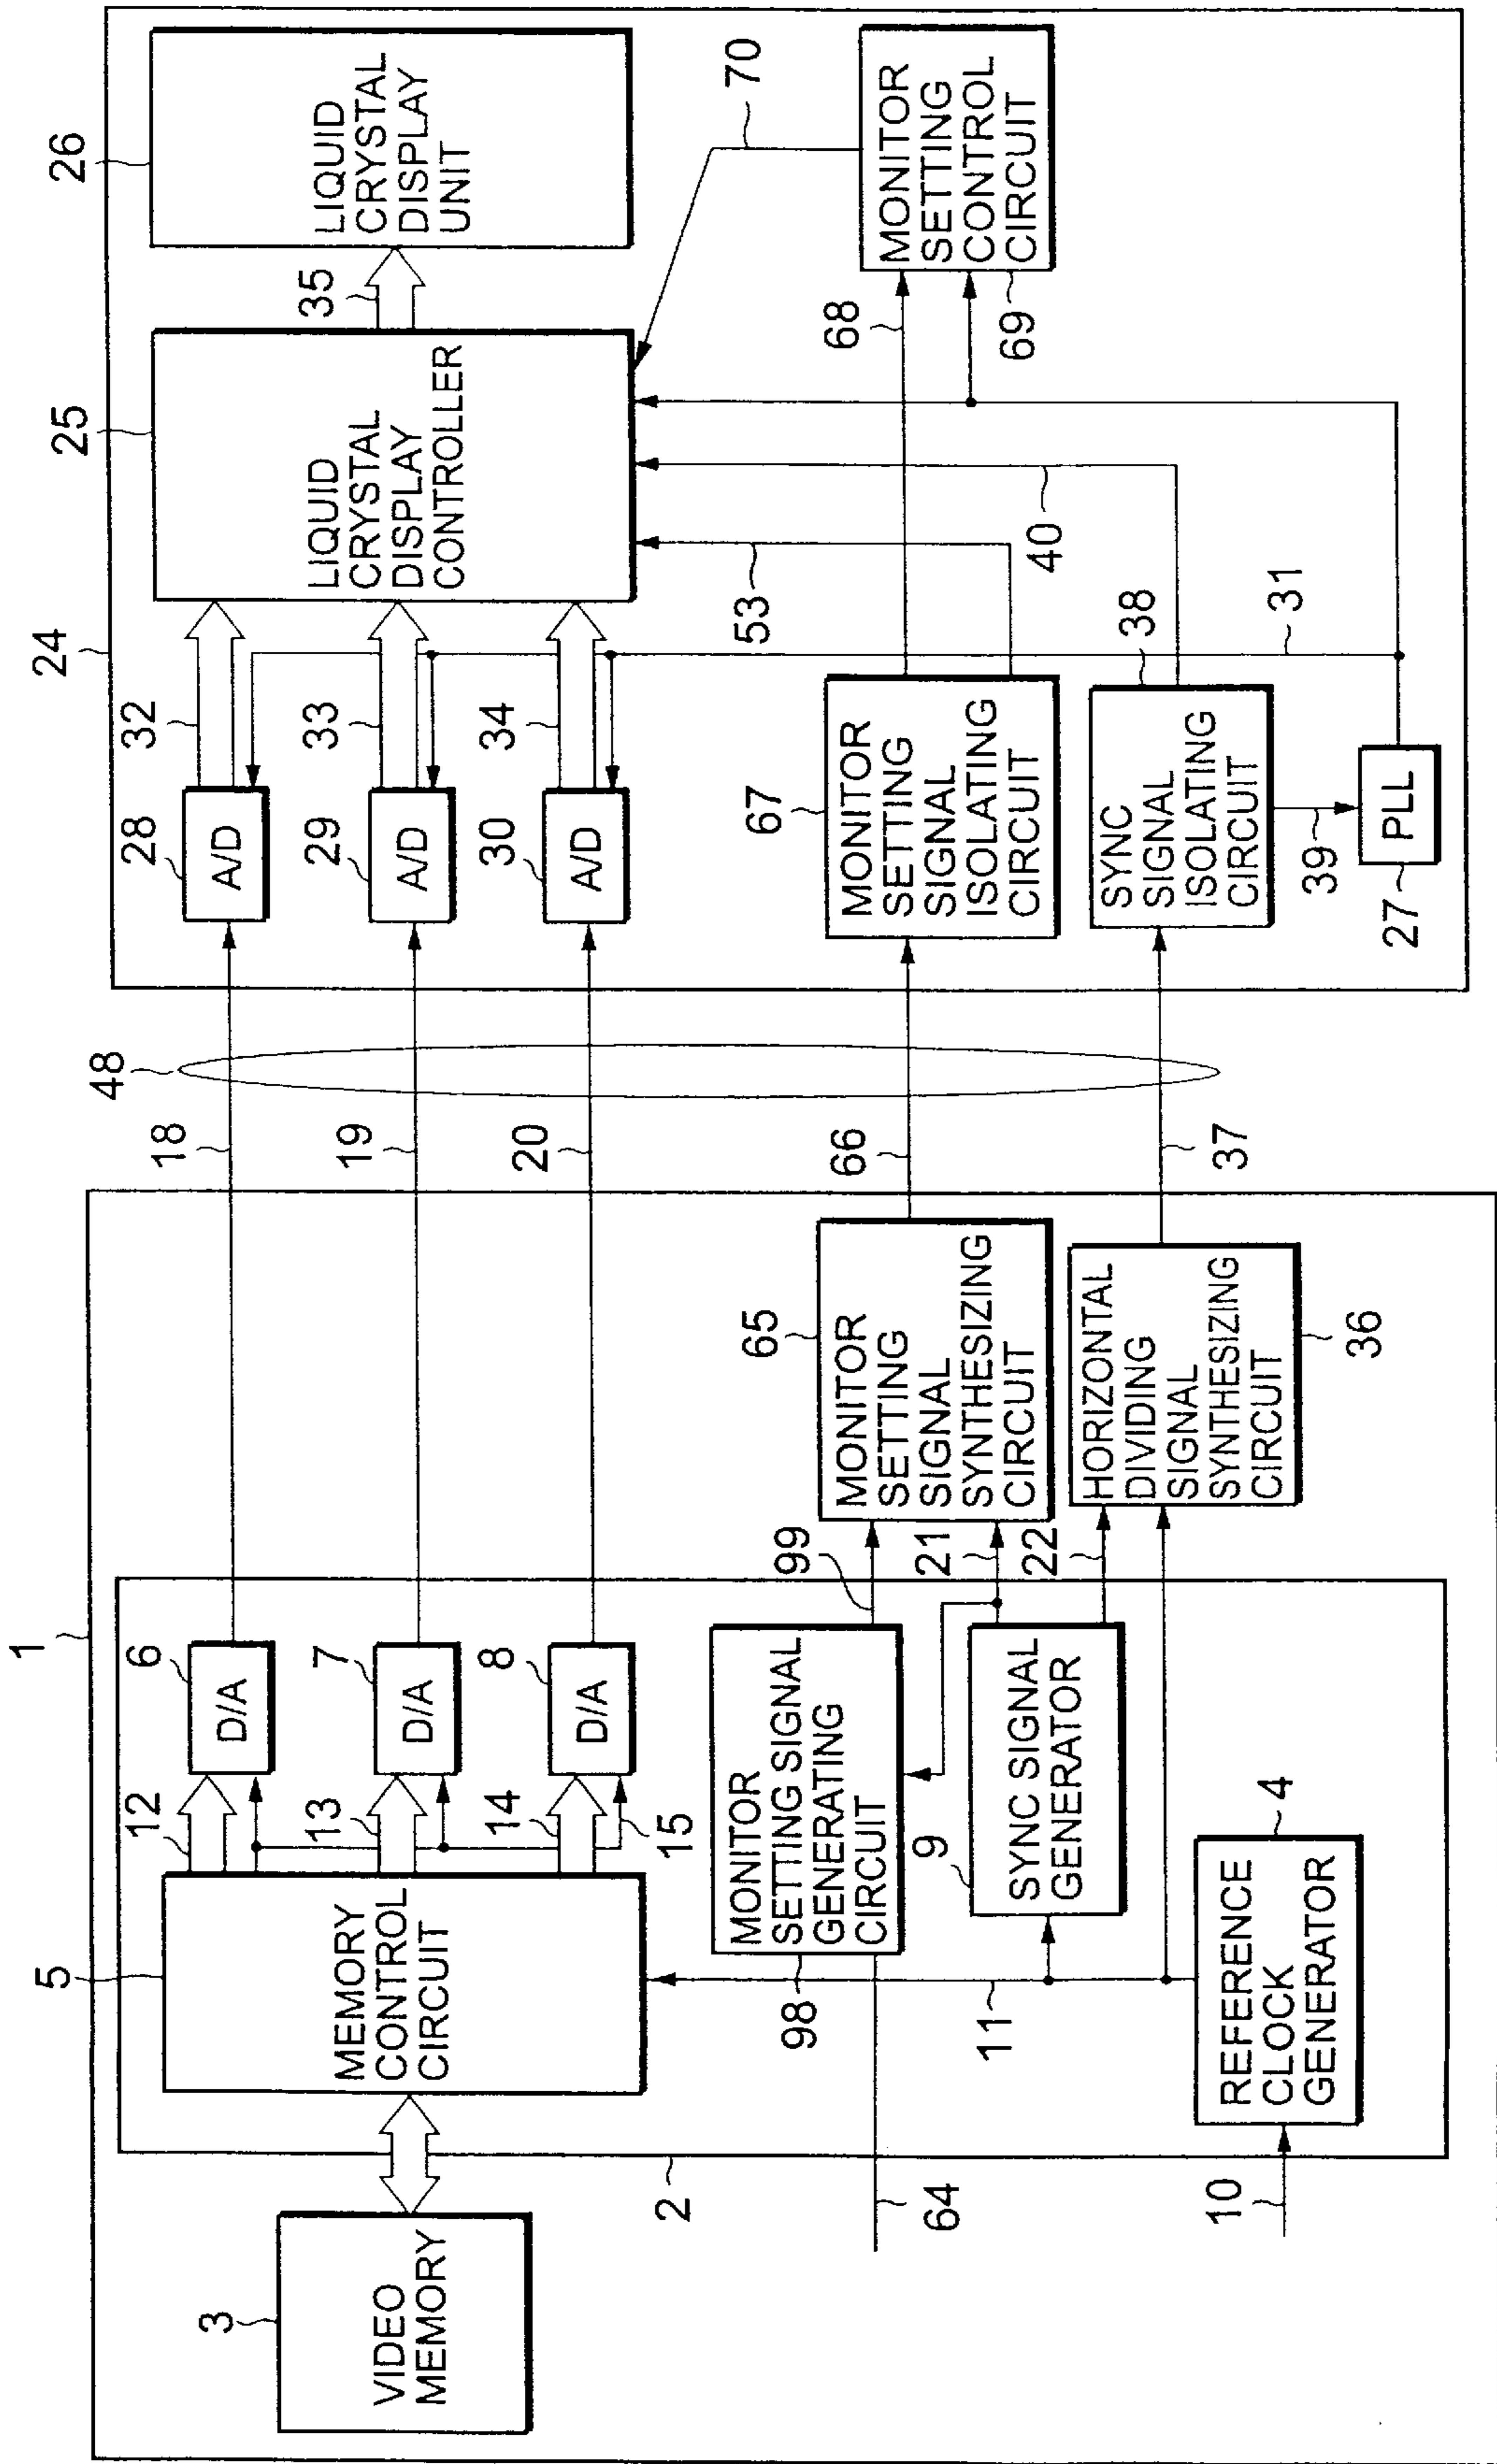 1
3
VIDEO
MEMORY
2
5
MEMORY
CONTROL
CIRCUIT
12
13
14
15
6
D/A
7
D/A
8
D/A
64
98
MONITOR
SETTING SIGNAL
GENERATING
CIRCUIT
99
9
SYNC SIGNAL
GENERATOR
21
22
11
10
4
REFERENCE
CLOCK
GENERATOR
65
MONITOR
SETTING
SIGNAL
SYNTHESIZING
CIRCUIT
36
HORIZONTAL
DIVIDING
SIGNAL
SYNTHESIZING
CIRCUIT
48
18
19
20
66
37
24
28
A/D
29
A/D
30
A/D
32
33
34
25
LIQUID
CRYSTAL
DISPLAY
CONTROLLER
35
26
LIQUID
CRYSTAL
DISPLAY
UNIT
67
MONITOR
SETTING
SIGNAL
ISOLATING
CIRCUIT
53
68
69
MONITOR
SETTING
CONTROL
CIRCUIT
70
38
SYNC
SIGNAL
ISOLATING
CIRCUIT
40
39
27
PLL
31